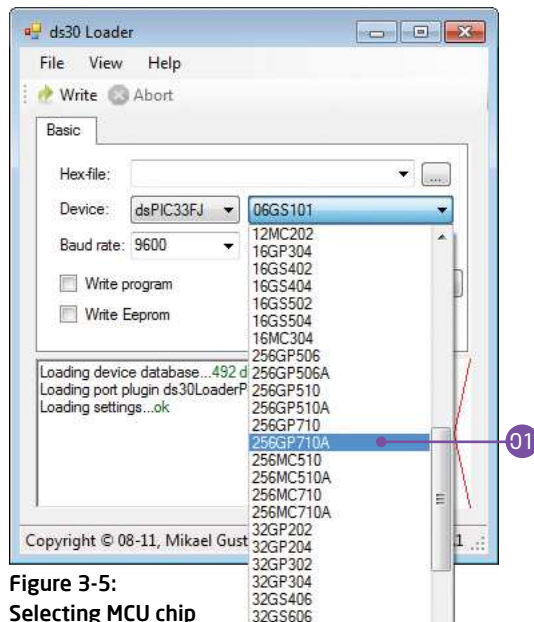 ds30 Loader
File View Help
Write Abort
Basic
Hex-file:
...
Device: dsPIC33FJ 06GS101
Baud rate: 9600
Write program
Write Eeprom
12MC202
16GP304
16GS402
16GS404
16GS502
16GS504
16MC304
256GP506
256GP506A
256GP510
256GP510A
256GP710
256GP710A
256MC510
256MC510A
256MC710
256MC710A
32GP202
32GP204
32GP302
32GP304
32GS406
32GS606
01
Loading device database...492 d
Loading port plugin ds30LoaderP
Loading settings...ok
Copyright © 08-11, Mikael Gust
1
Figure 3-5:
Selecting MCU chip